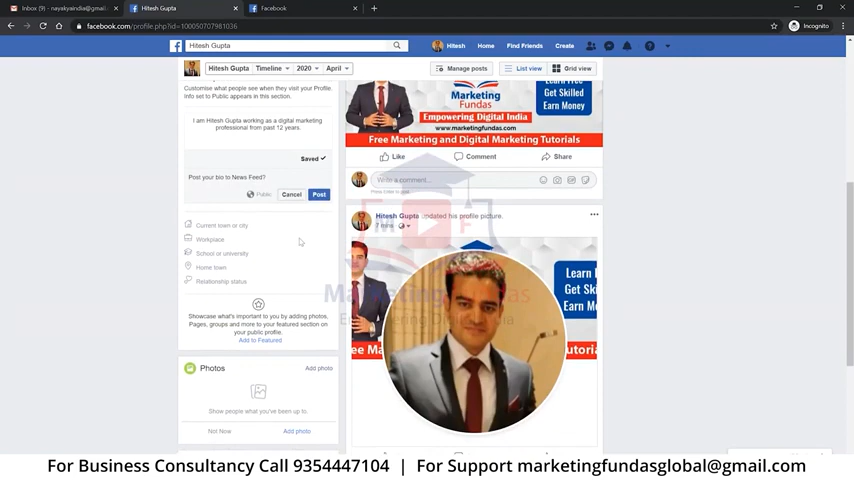 Inbox (9) - nayakyaindia@gmail
Hitesh Gupta
Facebook
facebook.com/profile.php?id=100050707981036
Incognito
Hitesh Gupta
Hitesh
Home
Find Friends
Create
Hitesh Gupta
Timeline
2020
April
Manage posts
List view
Grid view
Customise what people see when they visit your Profile.
Info set to Public appears in this section.
I am Hitesh Gupta working as a digital marketing
professional from past 12 years.
Saved
Post your bio to News Feed?
Public
Cancel
Post
Current town or city
Workplace
School or university
Home town
Relationship status
Showcase what's important to you by adding photos,
Pages, groups and more to your featured section on
your public profile.
Add to Featured
Photos
Add photo
Show people what you've been up to.
Not Now
Add photo
Marketing
Fundas
Empowering Digital India
www.marketingfundas.com
Get Skilled
Earn Money
Free Marketing and Digital Marketing Tutorials
Like
Comment
Share
Write a comment...
Press Enter to post.
Hitesh Gupta updated his profile picture.
7 mins
Learn
Get Skil
Earn Mo
ee Ma
utorials
For Business Consultancy Call 9354447104 | For Support marketingfundasglobal@gmail.com